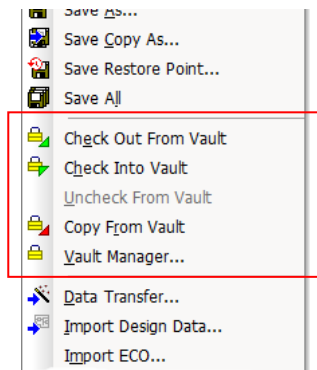 Save As...
Save Copy As...
Save Restore Point...
Save All
Check Out From Vault
Check Into Vault
Uncheck From Vault
Copy From Vault
Vault Manager...
Data Transfer...
Import Design Data...
Import ECO...